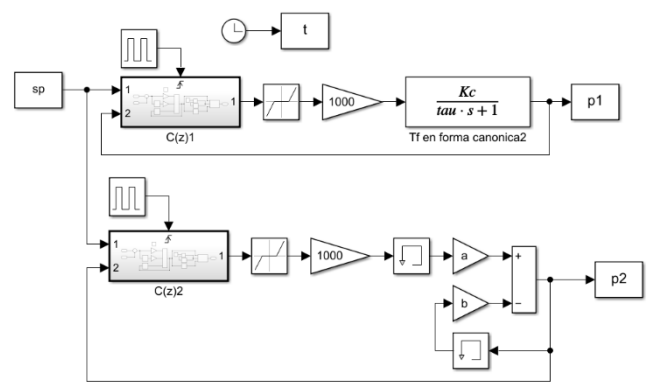 t
sp
1
2
1
C(z)1
1000
Kc
tau · s + 1
Tf en forma canonica2
p1
1
2
1
C(z)2
1000
a
b
+
−
p2